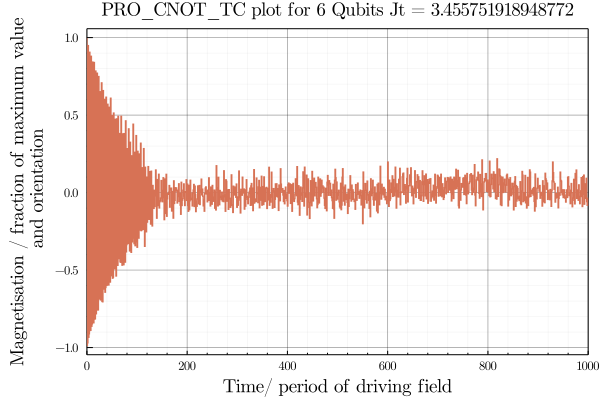 PRO_CNOT_TC plot for 6 Qubits Jt = 3.455751918948772
Magnetisation / fraction of maximum value
and orientation
1.0
0.5
0.0
−0.5
−1.0
0 200 400 600 800 1000
Time/ period of driving field